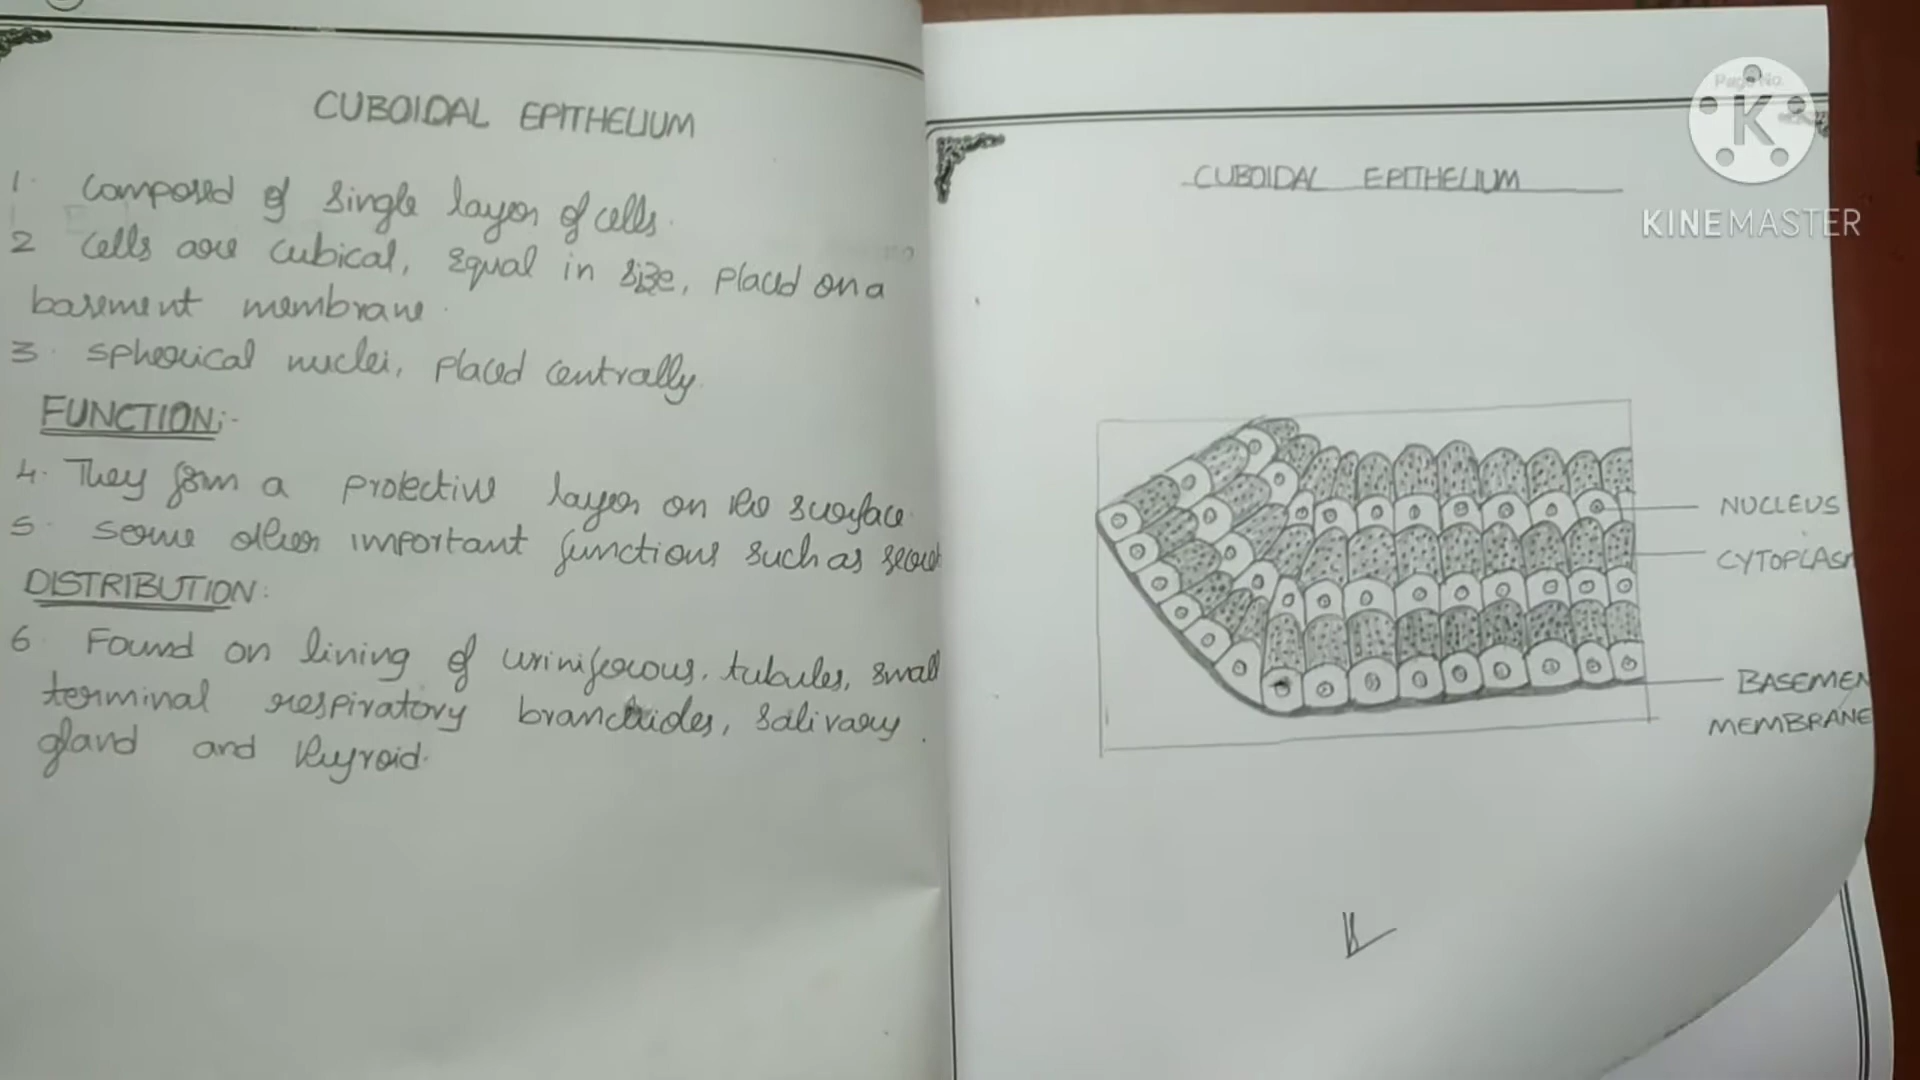 CUBOIDAL EPITHELIUM
1. Composed of single layer of cells.
2 Cells are cubical, equal in size, placed on a
basement membrane.
3. Spherical nuclei, placed centrally.
FUNCTION:-
4. They form a protective layer on the surface.
5. Some other important functions such as
DISTRIBUTION:
6. Found on lining of uriniferous, tubules, small
terminal respiratory, salivary
gland and thyroid.
Page No.
K
KINEMASTER
CUBOIDAL EPITHELIUM
NUCLEUS
CYTOPLASM
BASEMEN
MEMBRANE